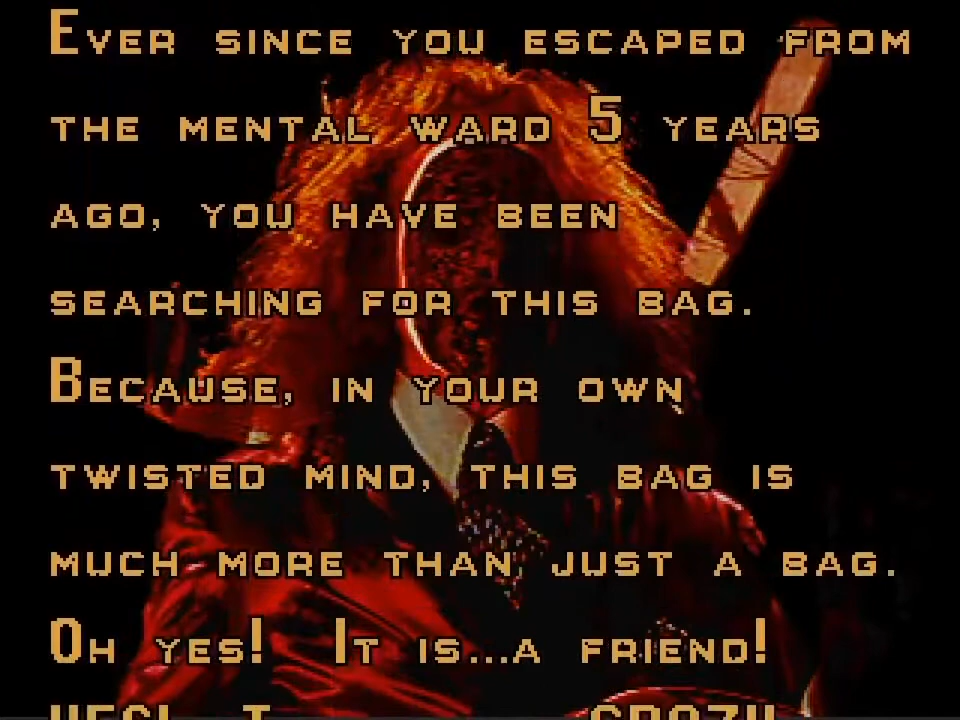 Ever since you escaped from
the mental ward 5 years
ago, you have been
searching for this bag.
Because, in your own
twisted mind, this bag is
much more than just a bag.
Oh yes!  It is...a friend!